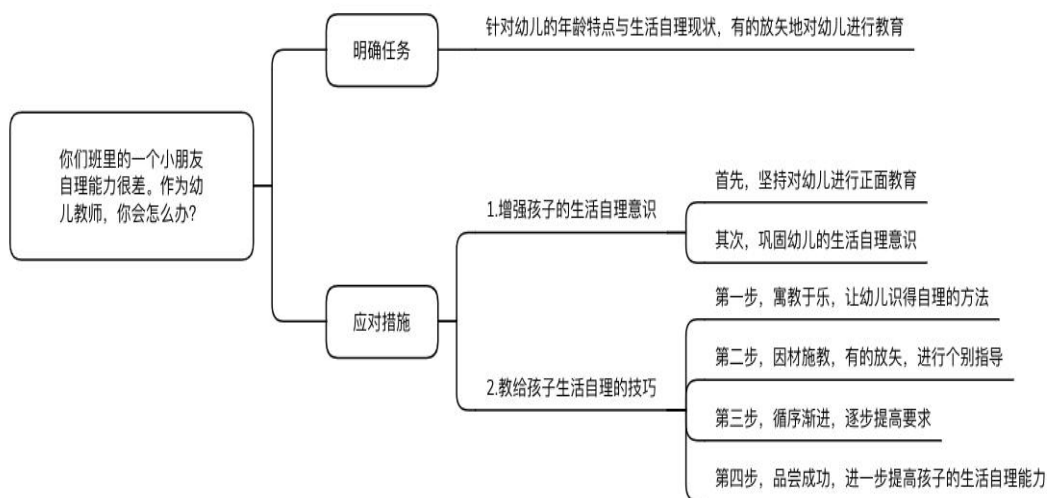 你们班里的一个小朋友
自理能力很差。作为幼
儿教师，你会怎么办?
明确任务
针对幼儿的年龄特点与生活自理现状，有的放矢地对幼儿进行教育
应对措施
1.增强孩子的生活自理意识
首先，坚持对幼儿进行正面教育
其次，巩固幼儿的生活自理意识
2.教给孩子生活自理的技巧
第一步，寓教于乐，让幼儿识得自理的方法
第二步，因材施教，有的放矢，进行个别指导
第三步，循序渐进，逐步提高要求
第四步，品尝成功，进一步提高孩子的生活自理能力